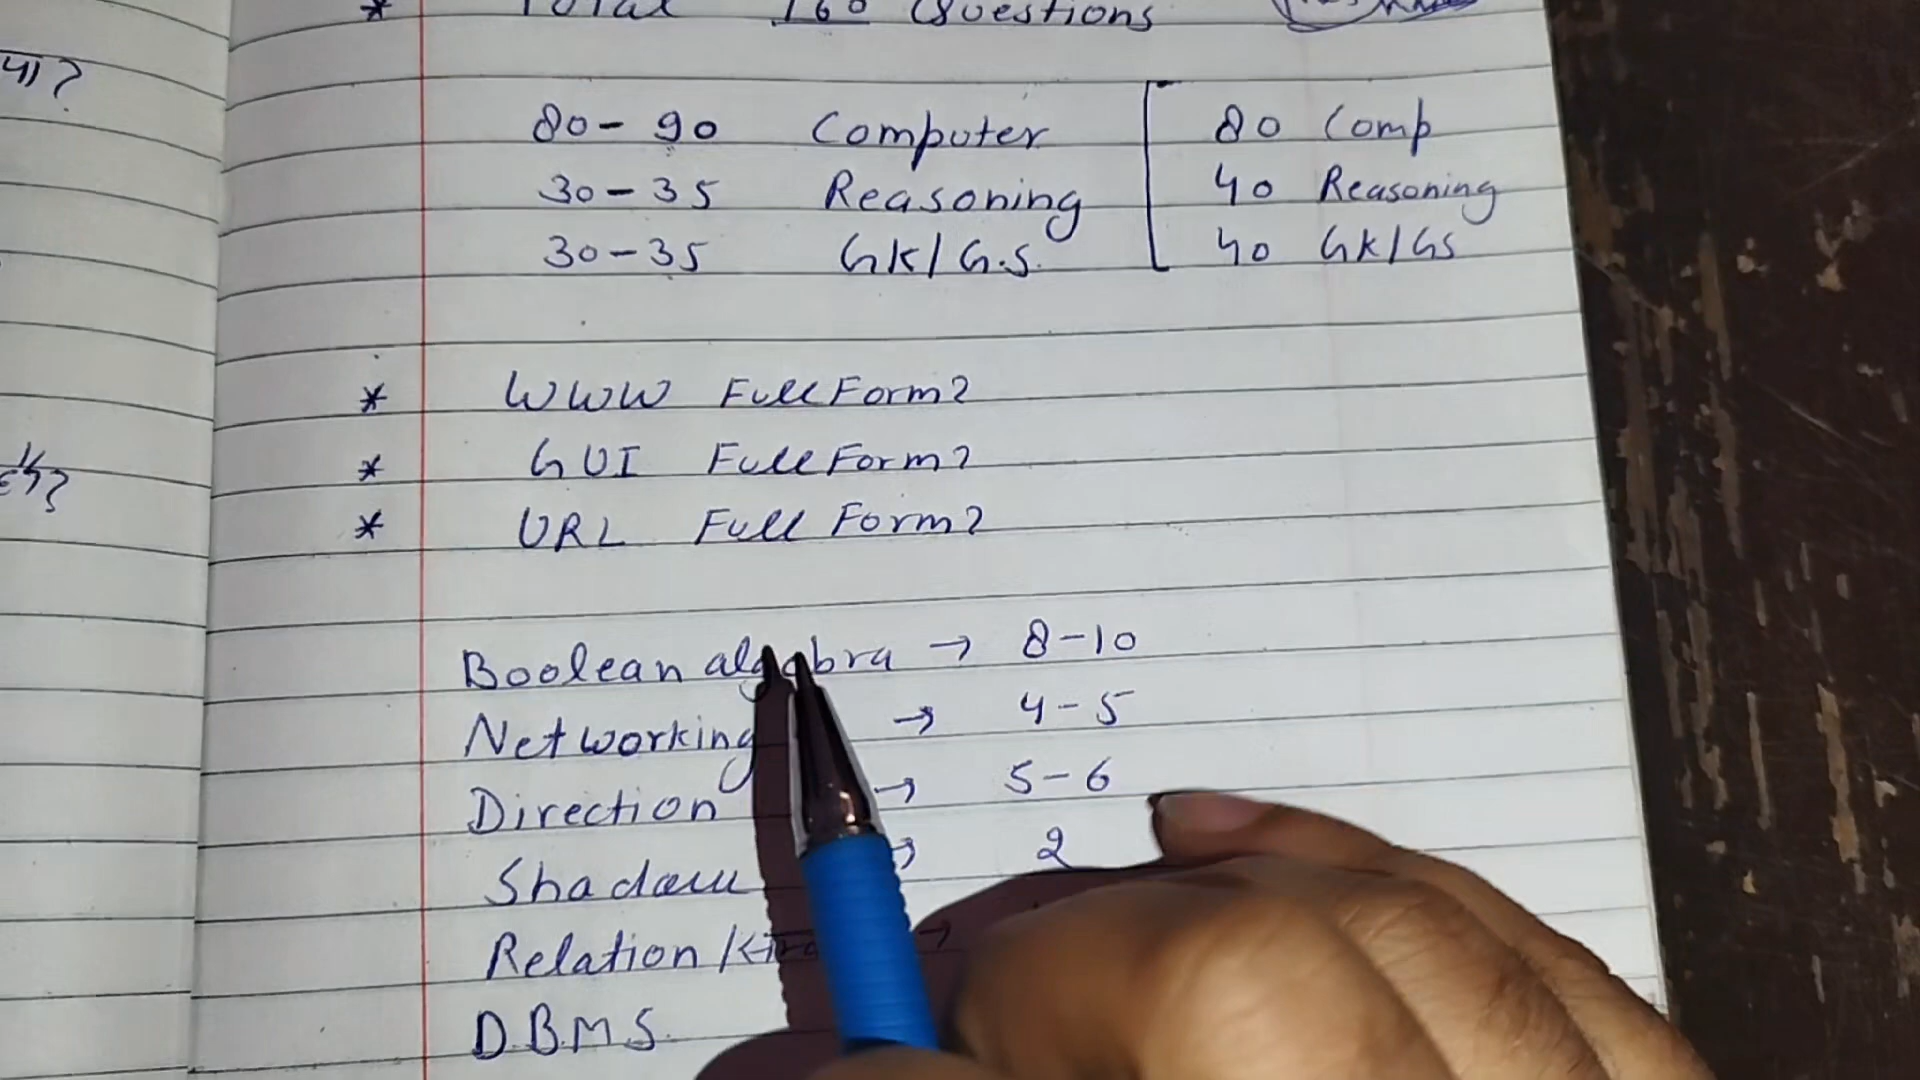 * Total 160 Questions
80-90 Computer
30-35 Reasoning
30-35 GK/G.S.
80 Comp
40 Reasoning
40 GK/GS
* WWW Full Form?
* GUI Full Form?
* URL Full Form?
Boolean algebra → 8-10
Networking → 4-5
Direction → 5-6
Shadow → 2
Relation →
D.B.M.S.